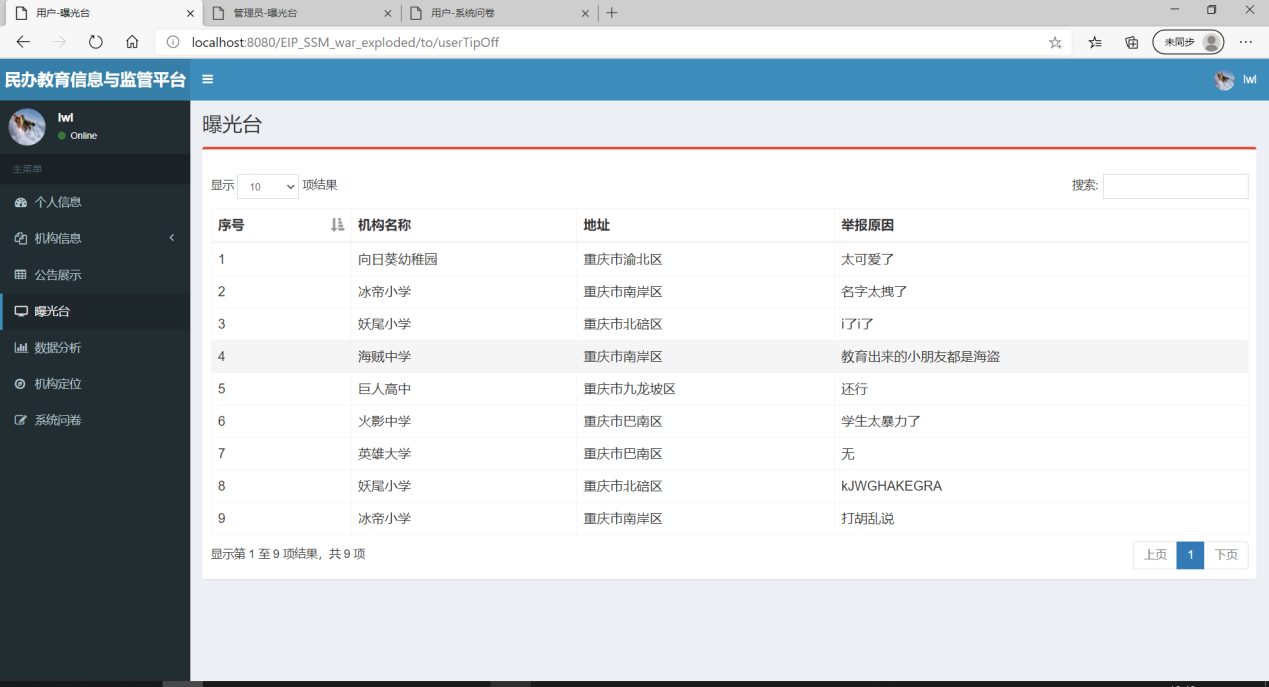 用户-曝光台
管理员-曝光台
用户-系统问卷
localhost:8080/EIP_SSM_war_exploded/to/userTipOff
未同步
民办教育信息与监管平台
lwl
lwl
Online
主菜单
个人信息
机构信息
公告展示
曝光台
数据分析
机构定位
系统问卷
曝光台
显示 10 项结果
搜索:
序号 机构名称 地址 举报原因
1 向日葵幼稚园 重庆市渝北区 太可爱了
2 冰帝小学 重庆市南岸区 名字太拽了
3 妖尾小学 重庆市北碚区 i了i了
4 海贼中学 重庆市南岸区 教育出来的小朋友都是海盗
5 巨人高中 重庆市九龙坡区 还行
6 火影中学 重庆市巴南区 学生太暴力了
7 英雄大学 重庆市巴南区 无
8 妖尾小学 重庆市北碚区 kJWGHAKEGRA
9 冰帝小学 重庆市南岸区 打胡乱说
显示第 1 至 9 项结果，共 9 项
上页 1 下页